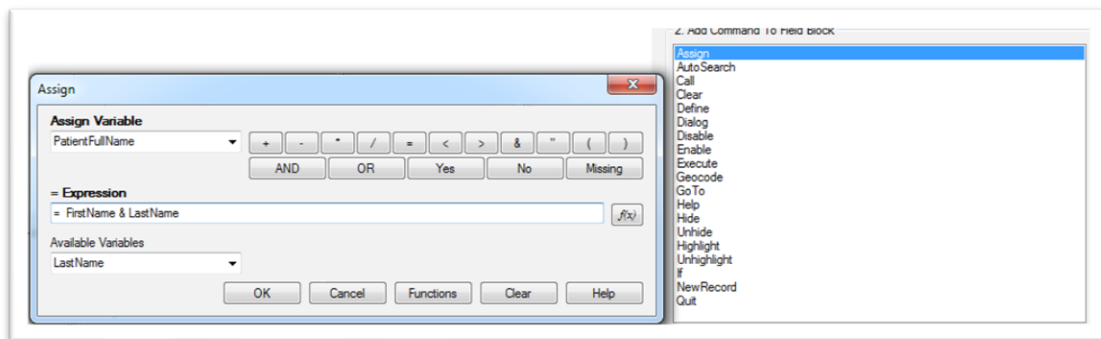 Assign
Assign Variable
PatientFullName
+ - * / = < > & " ( )
AND OR Yes No Missing
= Expression
= FirstName & LastName
f(x)
Available Variables
LastName
OK Cancel Functions Clear Help
2. Add Command To Field Block
Assign
AutoSearch
Call
Clear
Define
Dialog
Disable
Enable
Execute
Geocode
GoTo
Help
Hide
Unhide
Highlight
Unhighlight
If
NewRecord
Quit